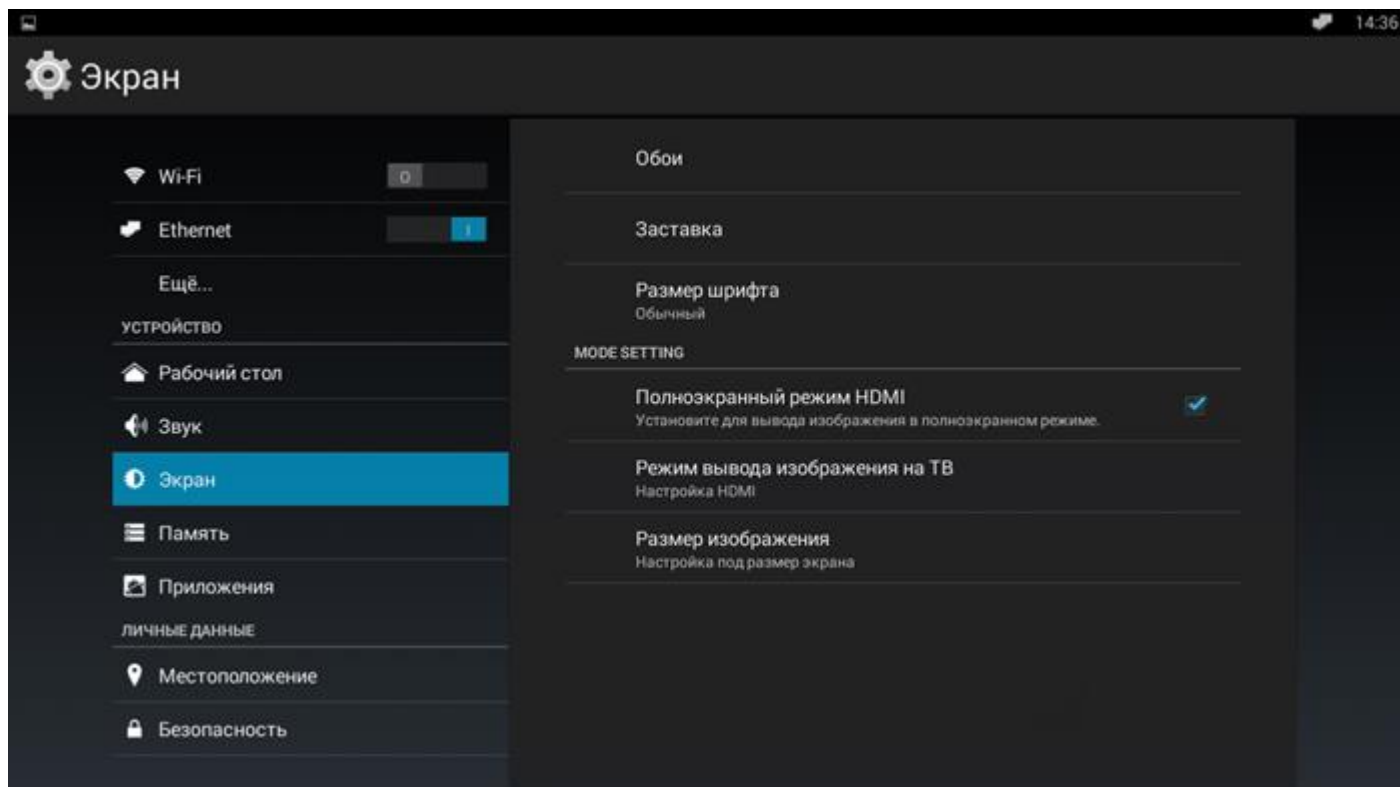 14:36
Экран
Wi-Fi
O
Ethernet
I
Ещё...
УСТРОЙСТВО
Рабочий стол
Звук
Экран
Память
Приложения
ЛИЧНЫЕ ДАННЫЕ
Местоположение
Безопасность
Обои
Заставка
Размер шрифта
Обычный
MODE SETTING
Полноэкранный режим HDMI
Установите для вывода изображения в полноэкранном режиме.
Режим вывода изображения на ТВ
Настройка HDMI
Размер изображения
Настройка под размер экрана